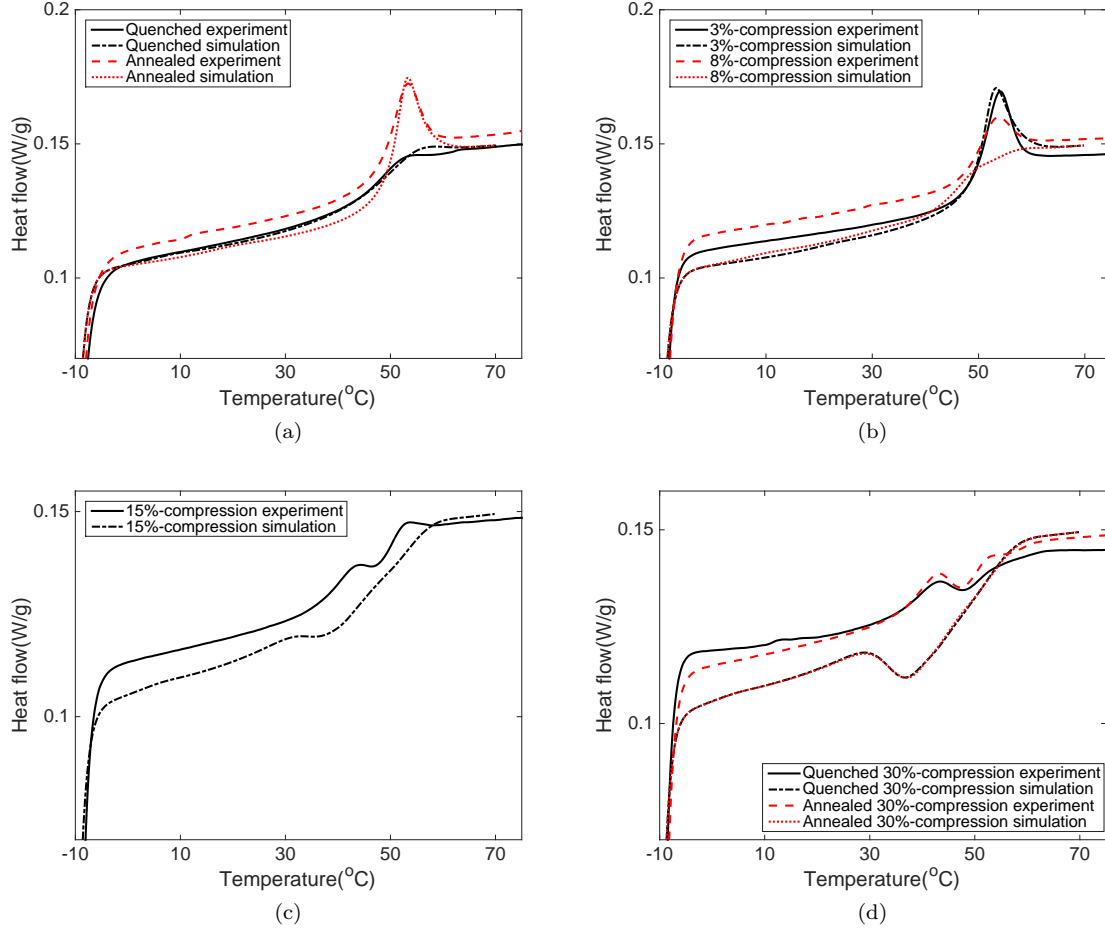 0.2
0.15
0.1
Heat flow(W/g)
Quenched experiment
Quenched simulation
Annealed experiment
Annealed simulation
-10 10 30 50 70
Temperature(°C)
(a)
0.2
0.15
0.1
Heat flow(W/g)
3%-compression experiment
3%-compression simulation
8%-compression experiment
8%-compression simulation
-10 10 30 50 70
Temperature(°C)
(b)
0.15
0.1
Heat flow(W/g)
15%-compression experiment
15%-compression simulation
-10 10 30 50 70
Temperature(°C)
(c)
0.15
0.1
Heat flow(W/g)
Quenched 30%-compression experiment
Quenched 30%-compression simulation
Annealed 30%-compression experiment
Annealed 30%-compression simulation
-10 10 30 50 70
Temperature(°C)
(d)